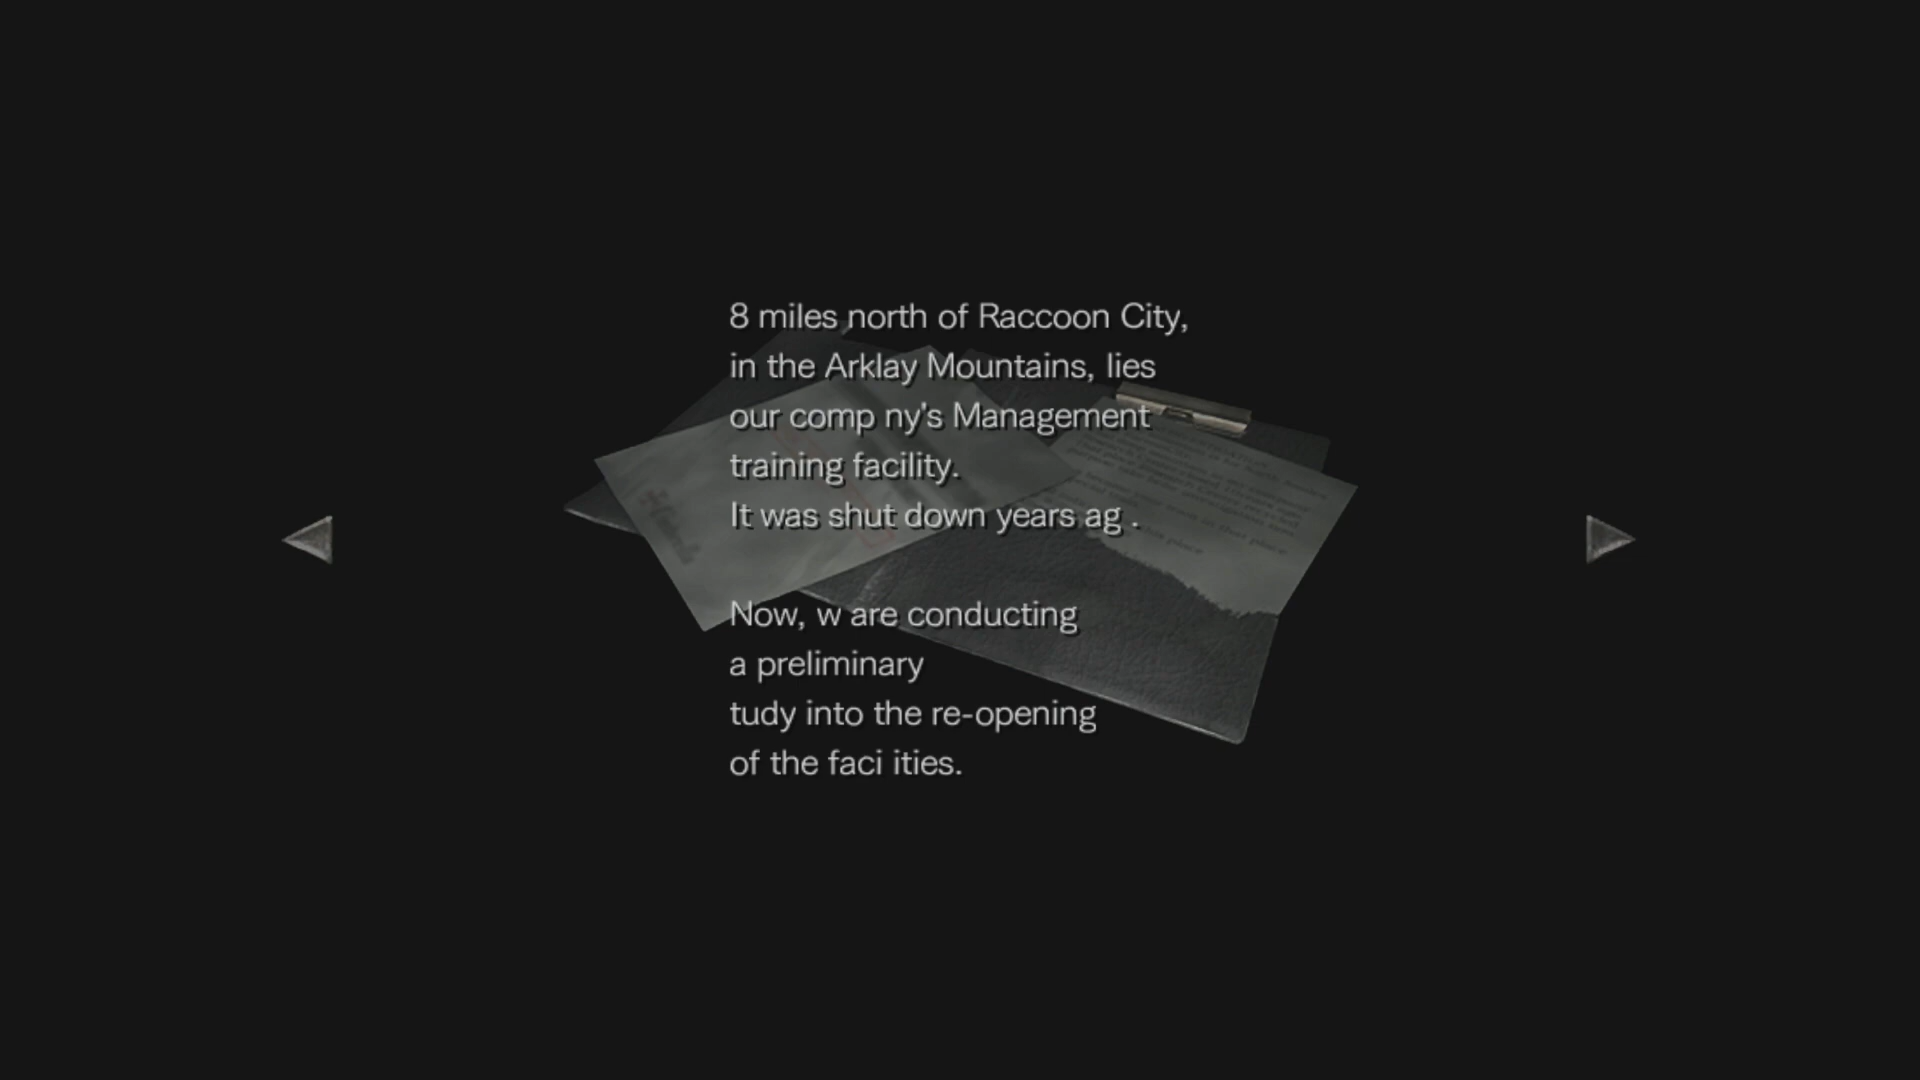 8 miles north of Raccoon City,
in the Arklay Mountains, lies
our comp ny's Management
training facility.
It was shut down years ag .
Now, w are conducting
a preliminary
tudy into the re-opening
of the faci ities.